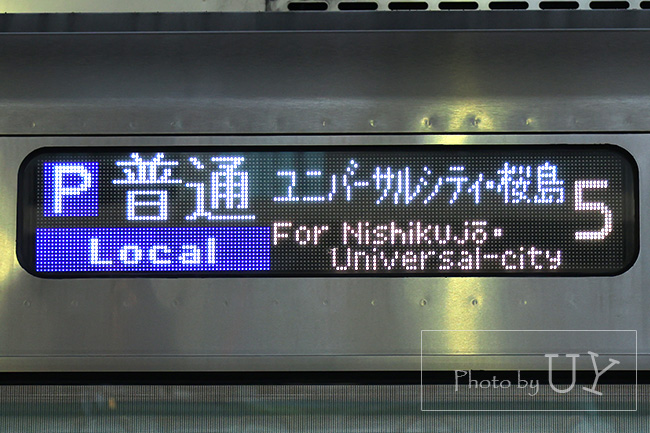 P 普通 ユニバーサルシティ・桜島 5
Local For Nishikujō・
Universal-city
Photo by UY